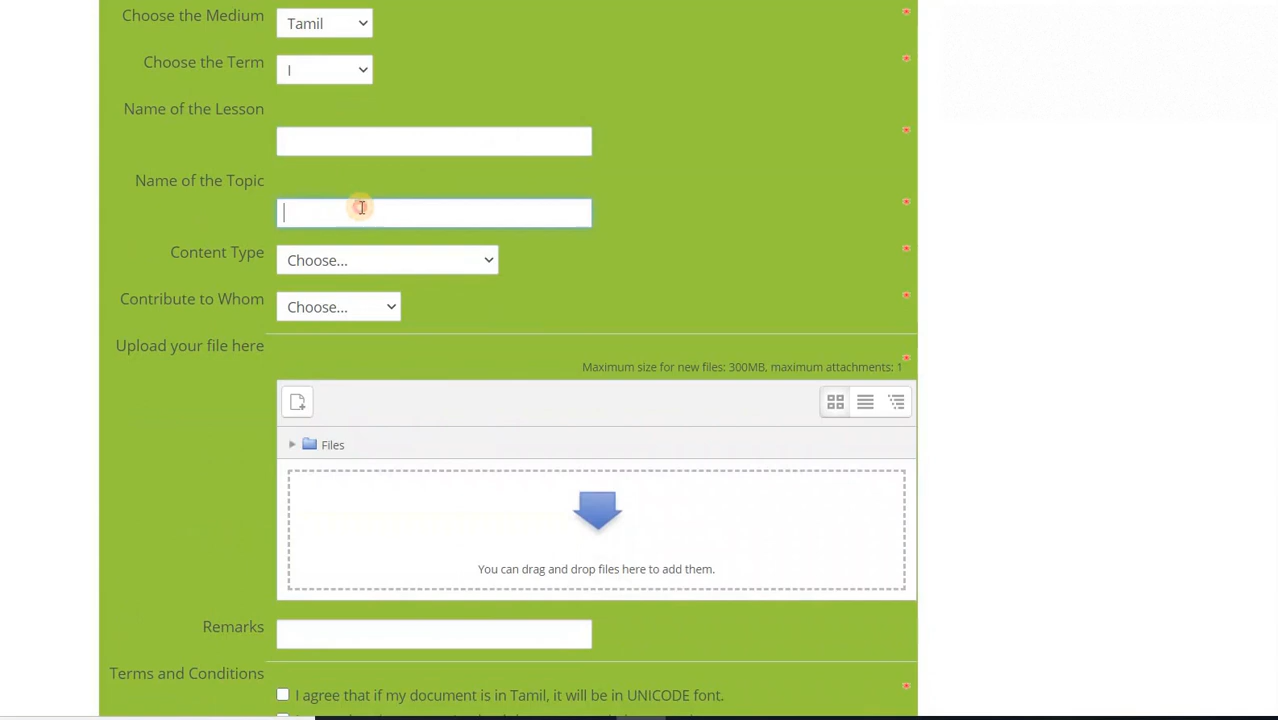 Choose the Medium
Tamil
Choose the Term
I
Name of the Lesson
Name of the Topic
Content Type
Choose...
Contribute to Whom
Choose...
Upload your file here
Maximum size for new files: 300MB, maximum attachments: 1
Files
You can drag and drop files here to add them.
Remarks
Terms and Conditions
I agree that if my document is in Tamil, it will be in UNICODE font.